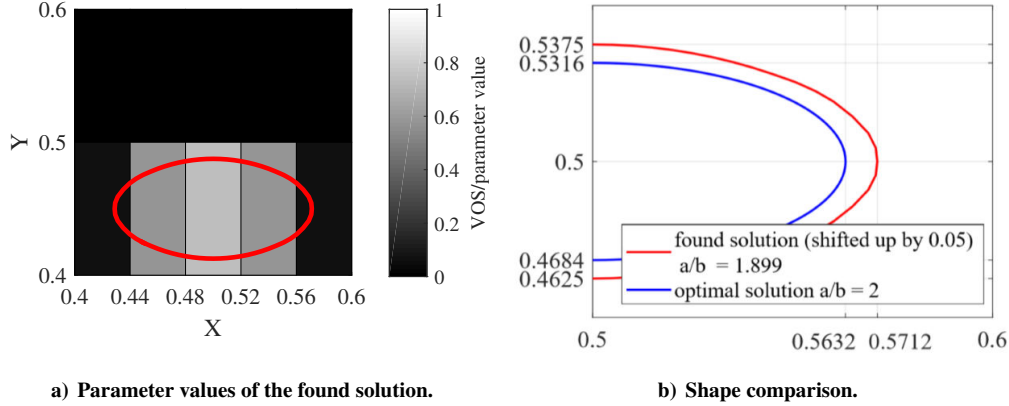 0.6
0.5
0.4
Y
0.4 0.44 0.48 0.52 0.56 0.6
X
1
0.8
0.6
0.4
0.2
0
VOS/parameter value
a) Parameter values of the found solution.
0.5375
0.5316
0.5
0.4684
0.4625
found solution (shifted up by 0.05)
a/b = 1.899
optimal solution a/b = 2
0.5 0.5632 0.5712 0.6
b) Shape comparison.